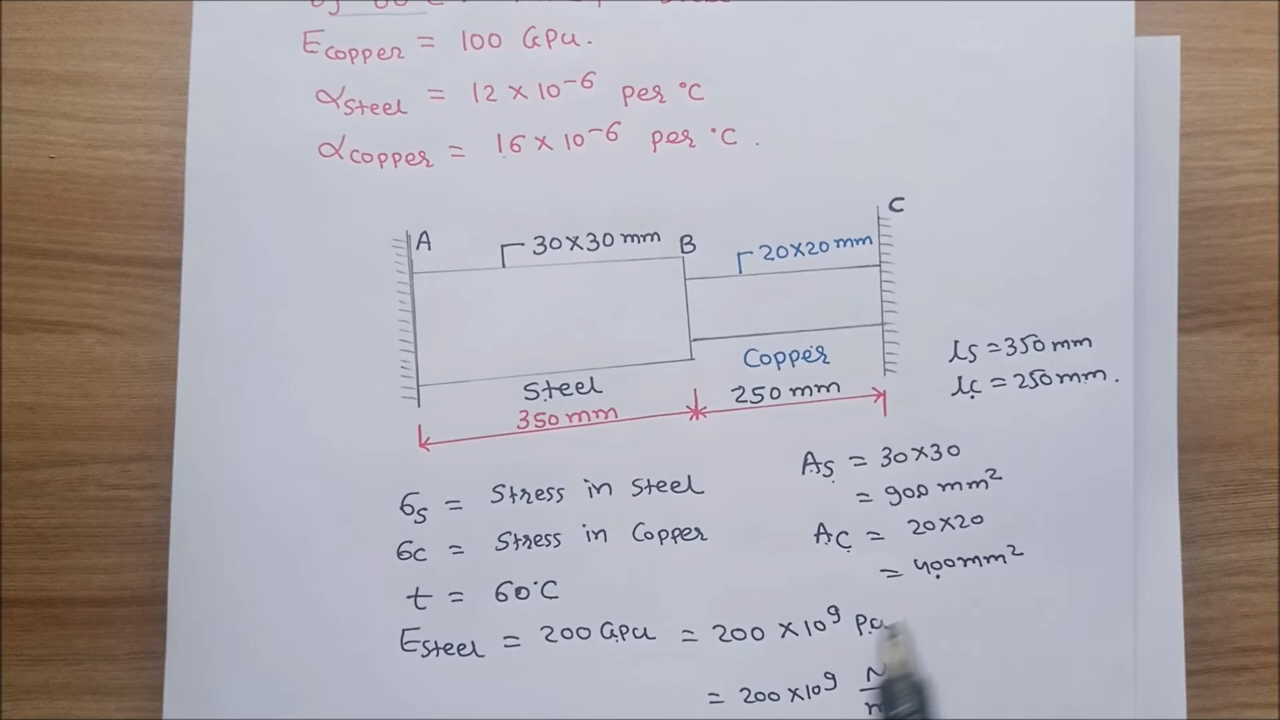 E copper = 100 GPa.
α steel = 12 × 10⁻⁶ per °C
α copper = 16 × 10⁻⁶ per °C.
C
A
30×30 mm
B
20×20 mm
Copper
Steel
350 mm
250 mm
ls = 350 mm
lc = 250 mm.
As = 30×30
= 900 mm²
Ac = 20×20
= 400 mm²
σs = Stress in Steel
σc = Stress in Copper
t = 60°C
E steel = 200 GPa = 200 × 10⁹ Pa
= 200 × 10⁹ N